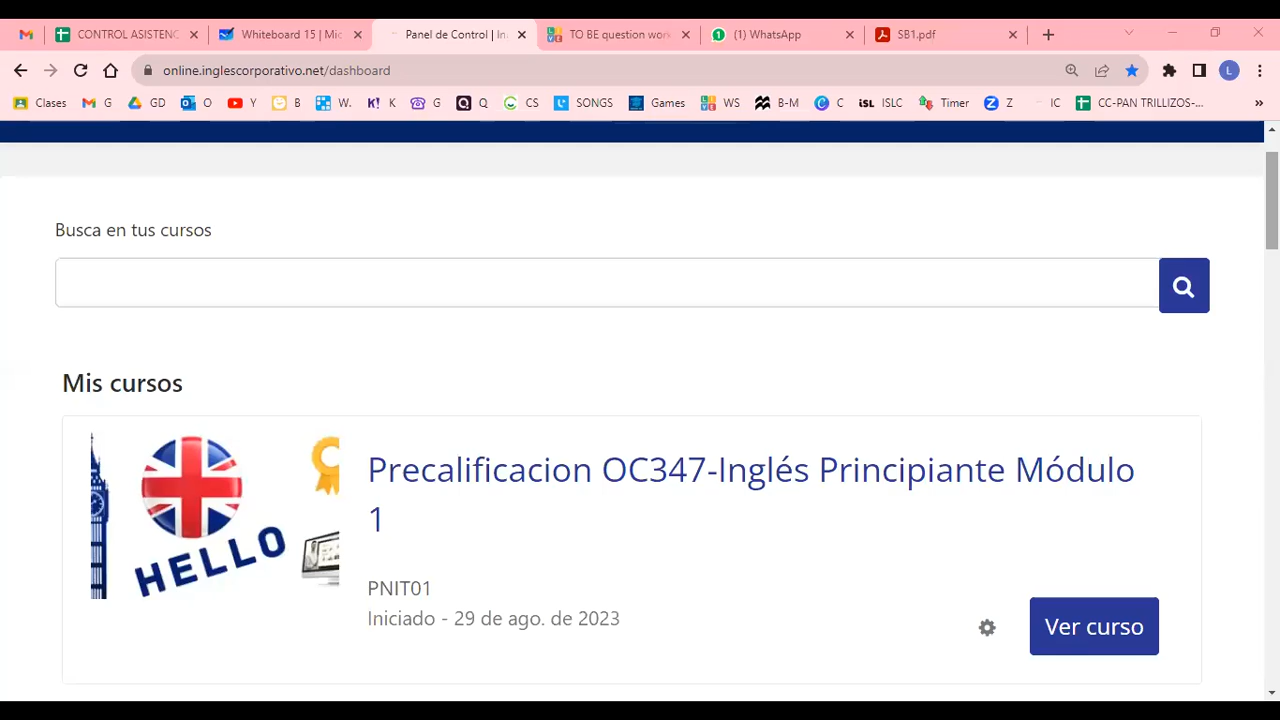 CONTROL ASISTENC
Whiteboard 15 | Mic
Panel de Control | In
TO BE question wor
(1) WhatsApp
SB1.pdf
online.inglescorporativo.net/dashboard
L
Clases
G
GD
O
Y
B
W.
K! K
G
Q
CS
SONGS
Games
WS
B-M
C
iSL ISLC
Timer
Z Z
IC
CC-PAN TRILLIZOS-...
»
Busca en tus cursos
Mis cursos
HELLO
Precalificacion OC347-Inglés Principiante Módulo
1
PNIT01
Iniciado - 29 de ago. de 2023
Ver curso